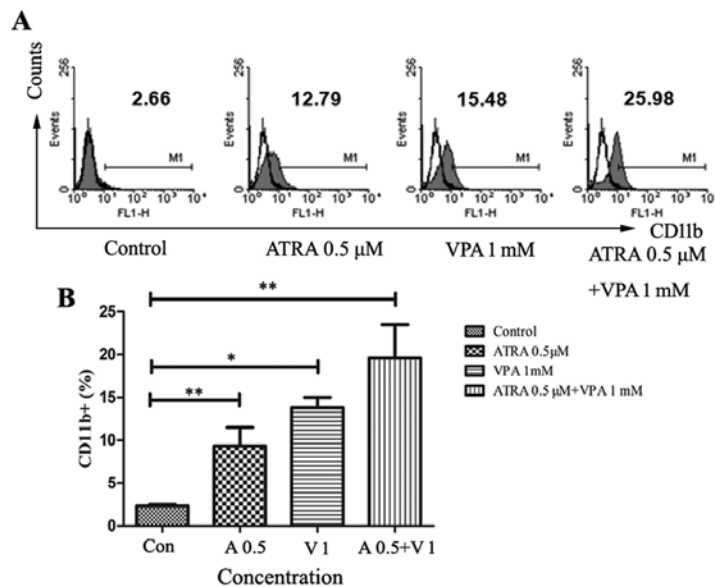 A
Counts
256
Events
0
2.66
M1
10⁰ 10¹ 10² 10³ 10⁴
FL1-H
Control
256
Events
0
12.79
M1
10⁰ 10¹ 10² 10³ 10⁴
FL1-H
ATRA 0.5 μM
256
Events
0
15.48
M1
10⁰ 10¹ 10² 10³ 10⁴
FL1-H
VPA 1 mM
256
Events
0
25.98
M1
10⁰ 10¹ 10² 10³ 10
FL1-H
CD11b
ATRA 0.5 μM
+VPA 1 mM
B
CD11b+ (%)
25
20
15
10
5
0
**
*
**
Con A 0.5 V 1 A 0.5+V 1
Concentration
Control
ATRA 0.5μM
VPA 1mM
ATRA 0.5 μM+VPA 1 mM